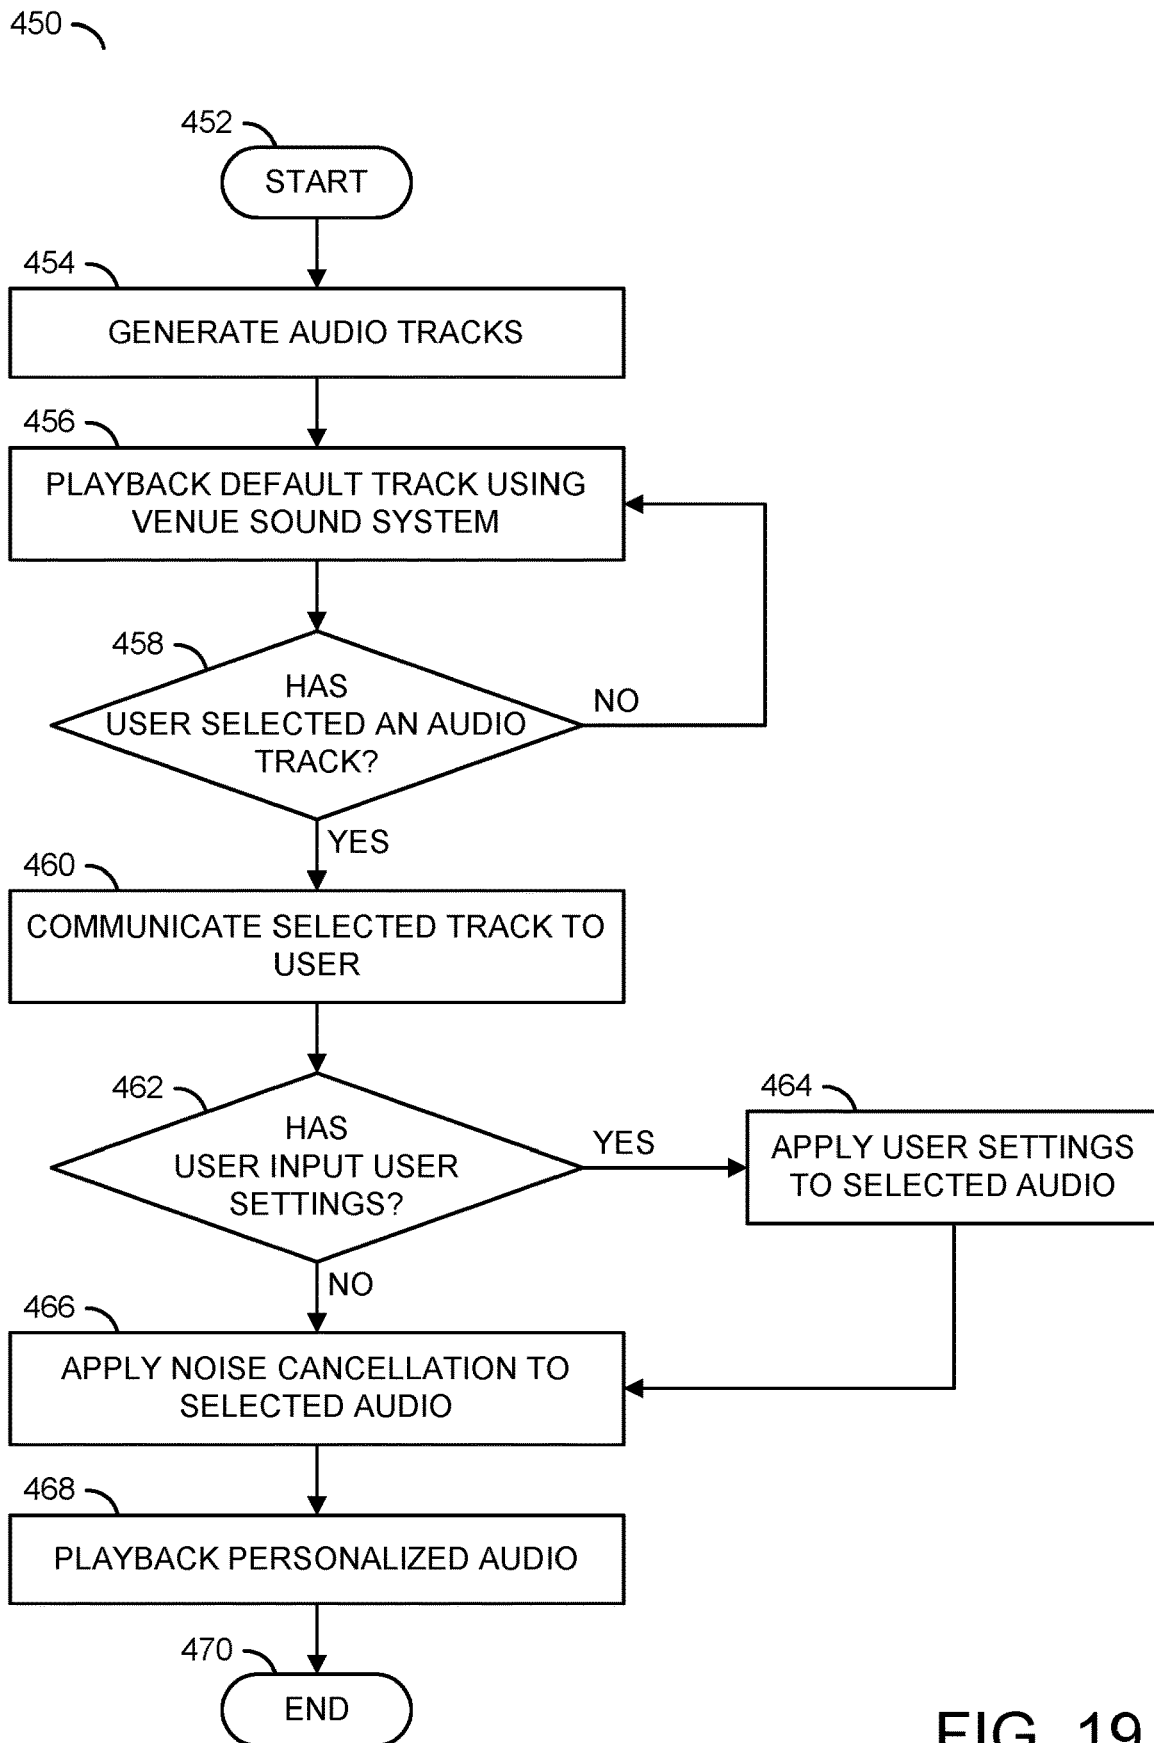 450
452
START
454
GENERATE AUDIO TRACKS
456
PLAYBACK DEFAULT TRACK USING
VENUE SOUND SYSTEM
458
HAS
USER SELECTED AN AUDIO
TRACK?
NO
YES
460
COMMUNICATE SELECTED TRACK TO
USER
462
HAS
USER INPUT USER
SETTINGS?
YES
464
APPLY USER SETTINGS
TO SELECTED AUDIO
NO
466
APPLY NOISE CANCELLATION TO
SELECTED AUDIO
468
PLAYBACK PERSONALIZED AUDIO
470
END
FIG. 19